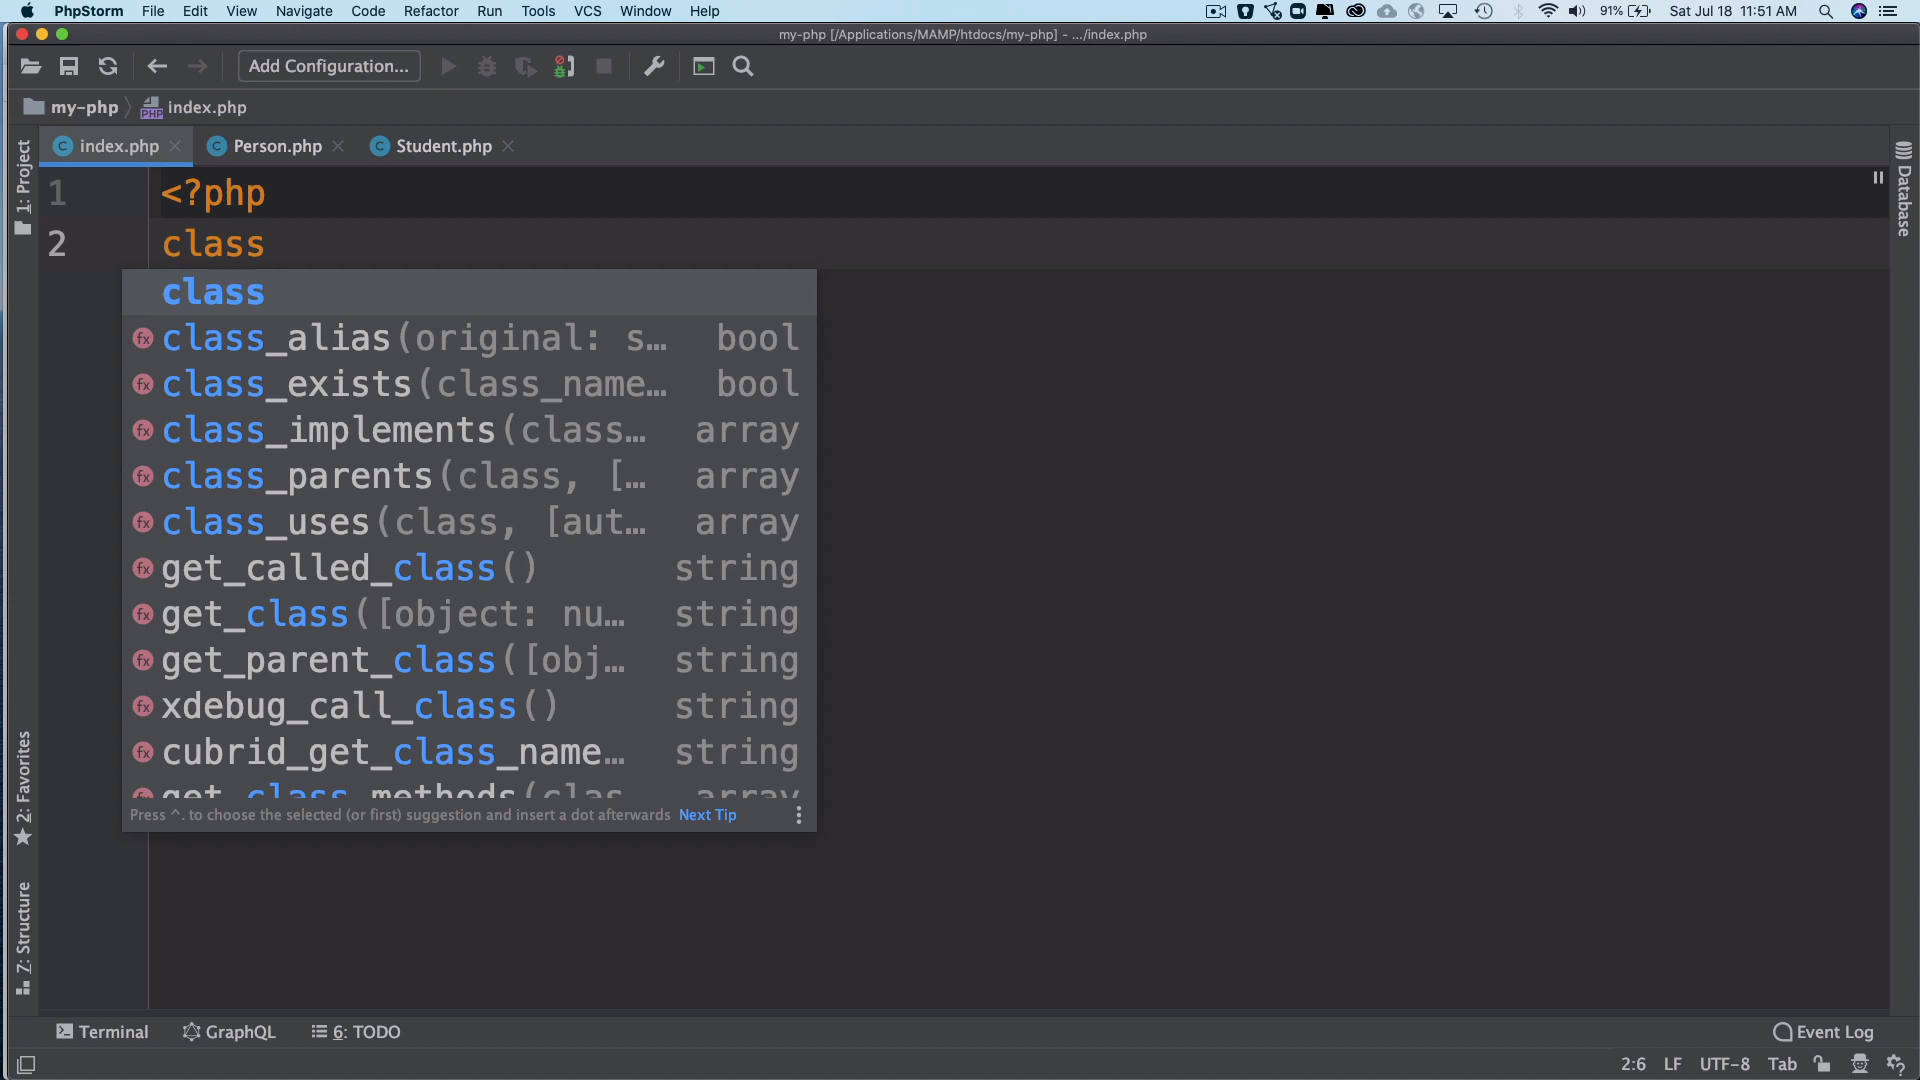 PhpStorm File Edit View Navigate Code Refactor Run Tools VCS Window Help 91% Sat Jul 18 11:51 AM
my-php [/Applications/MAMP/htdocs/my-php] - .../index.php
Add Configuration...
my-php index.php
index.php Person.php Student.php
1: Project
Database
1 <?php
2 class
class
class_alias(original: s… bool
class_exists(class_name… bool
class_implements(class… array
class_parents(class, [… array
class_uses(class, [aut… array
get_called_class() string
get_class([object: nu… string
get_parent_class([obj… string
xdebug_call_class() string
cubrid_get_class_name… string
get_class_methods(clas… array
Press ^. to choose the selected (or first) suggestion and insert a dot afterwards Next Tip
2: Favorites
Z: Structure
Terminal GraphQL 6: TODO Event Log
2:6 LF UTF-8 Tab